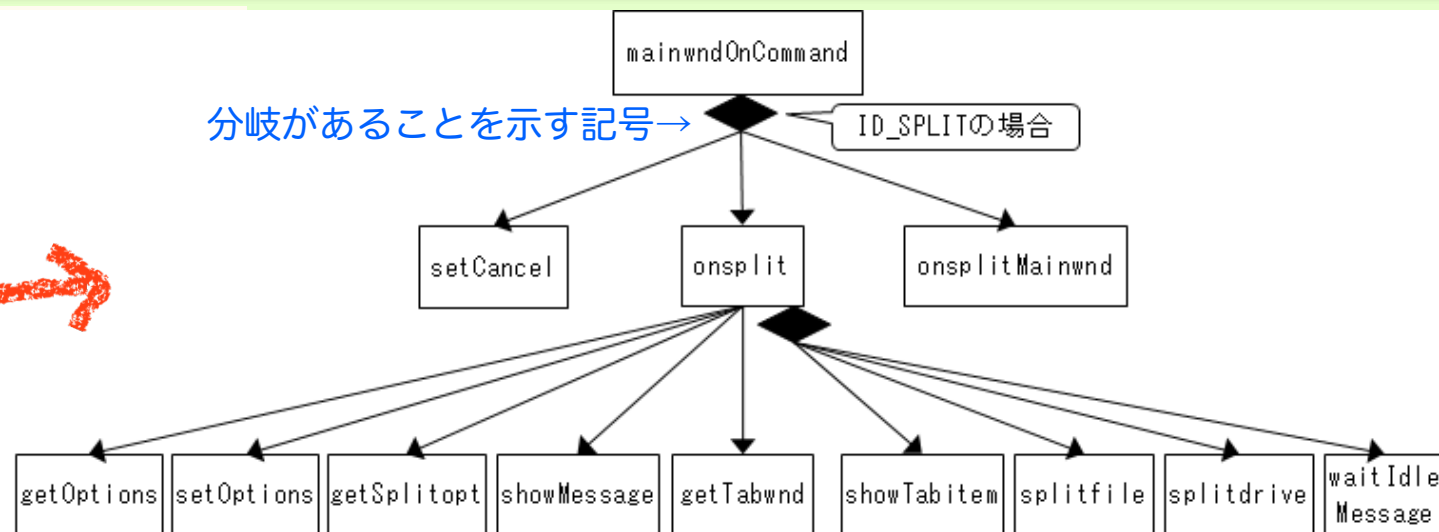 mainwndOnCommand
分岐があることを示す記号→
ID_SPLITの場合
setCancel
onsplit
onsplitMainwnd
getOptions
setOptions
getSplitopt
showMessage
getTabwnd
showTabitem
splitfile
splitdrive
waitIdle
Message